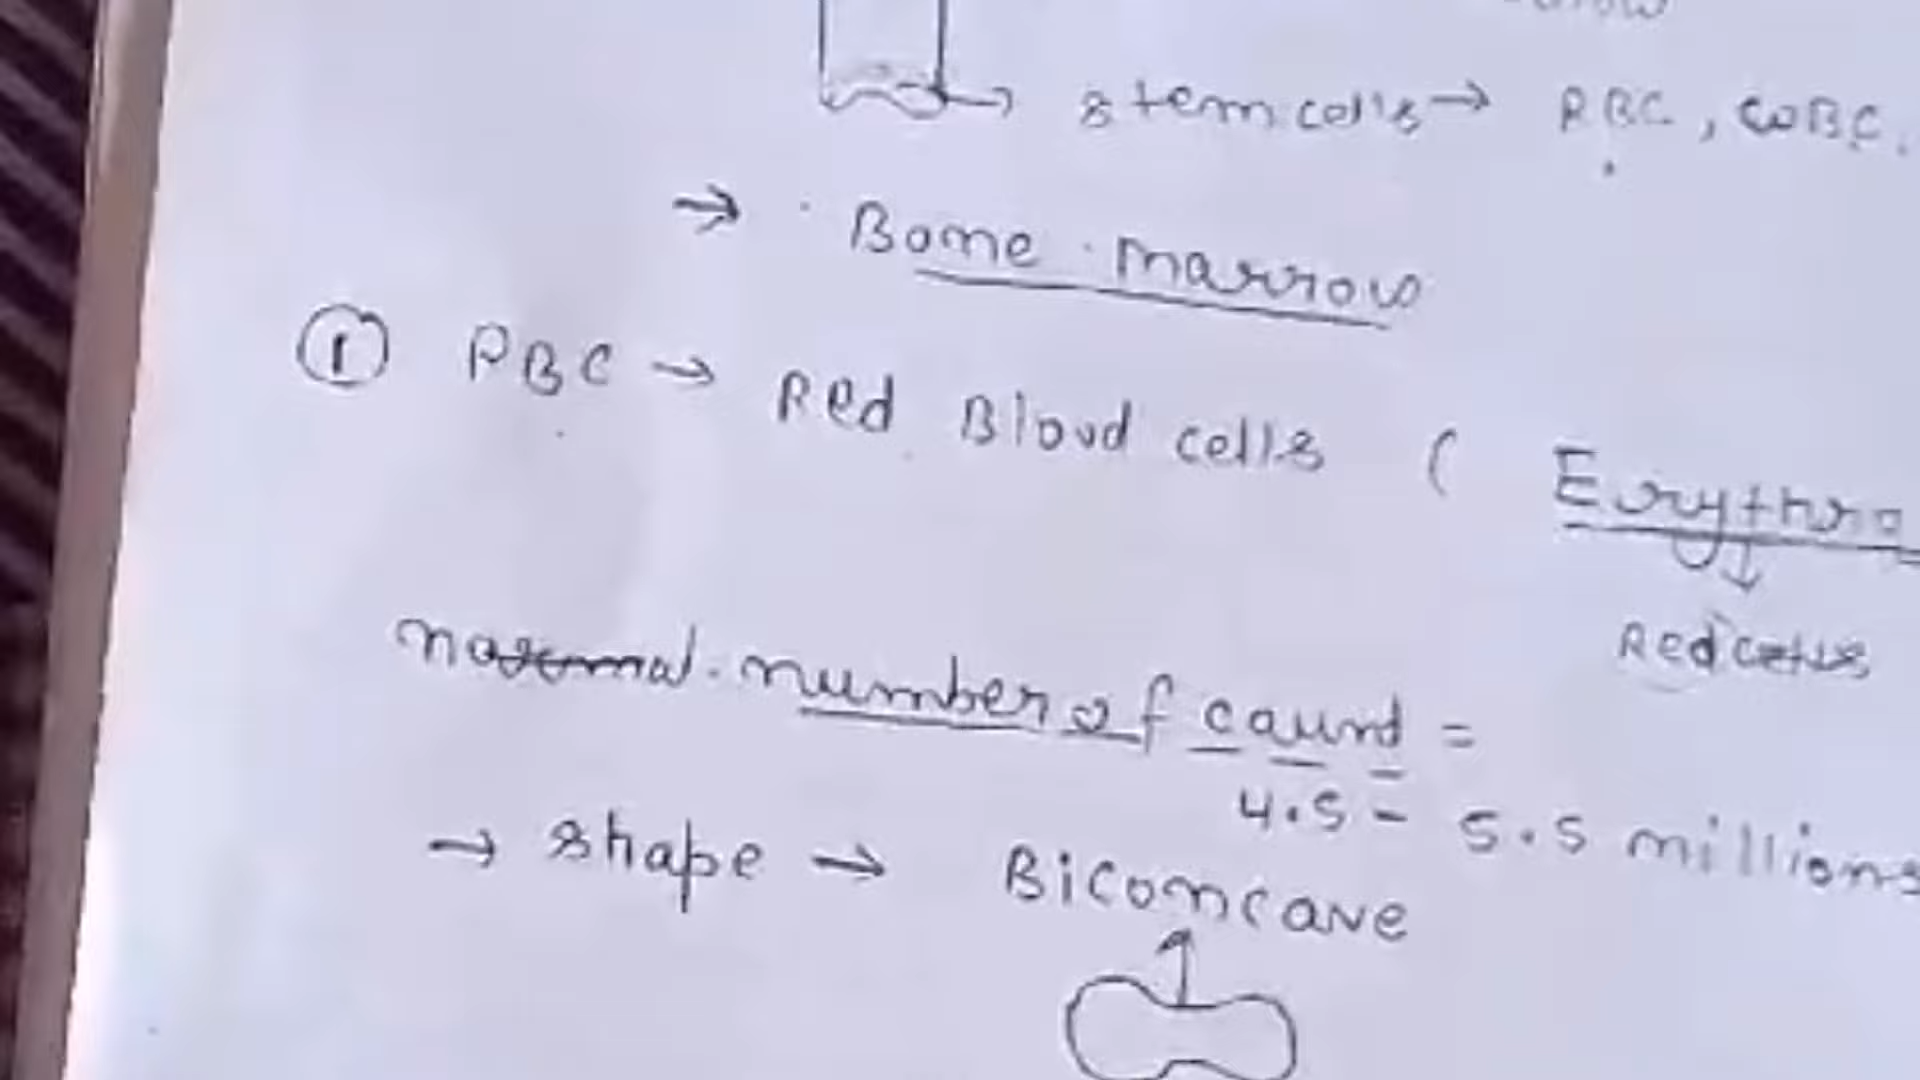 stem cells → RBC, WBC.
→ Bone marrow
① RBC → Red Blood cells ( Erythro
Red cells
normal number of count =
4.5 - 5.5 millions
→ shape → Biconcave